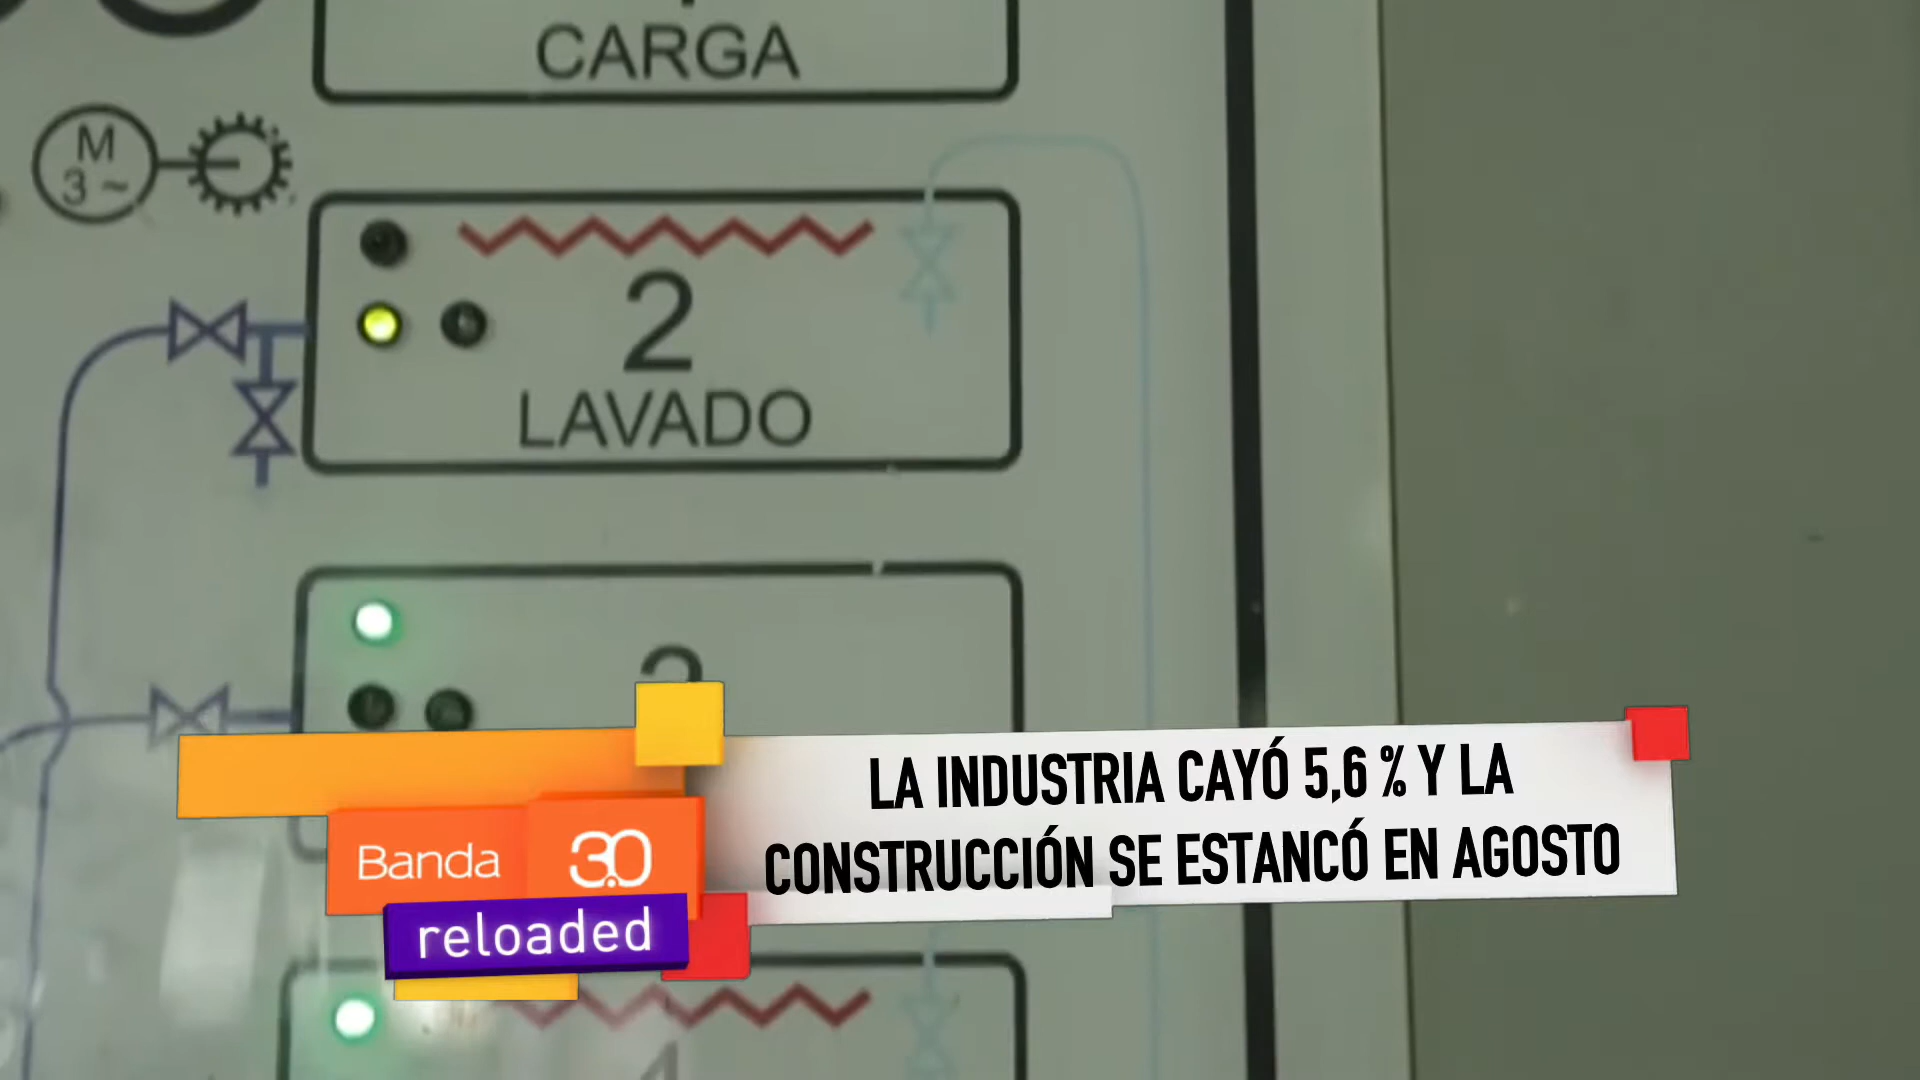 CARGA
M
3 ~
2
LAVADO
LA INDUSTRIA CAYÓ 5,6 % Y LA
CONSTRUCCIÓN SE ESTANCÓ EN AGOSTO
Banda 3.0
reloaded